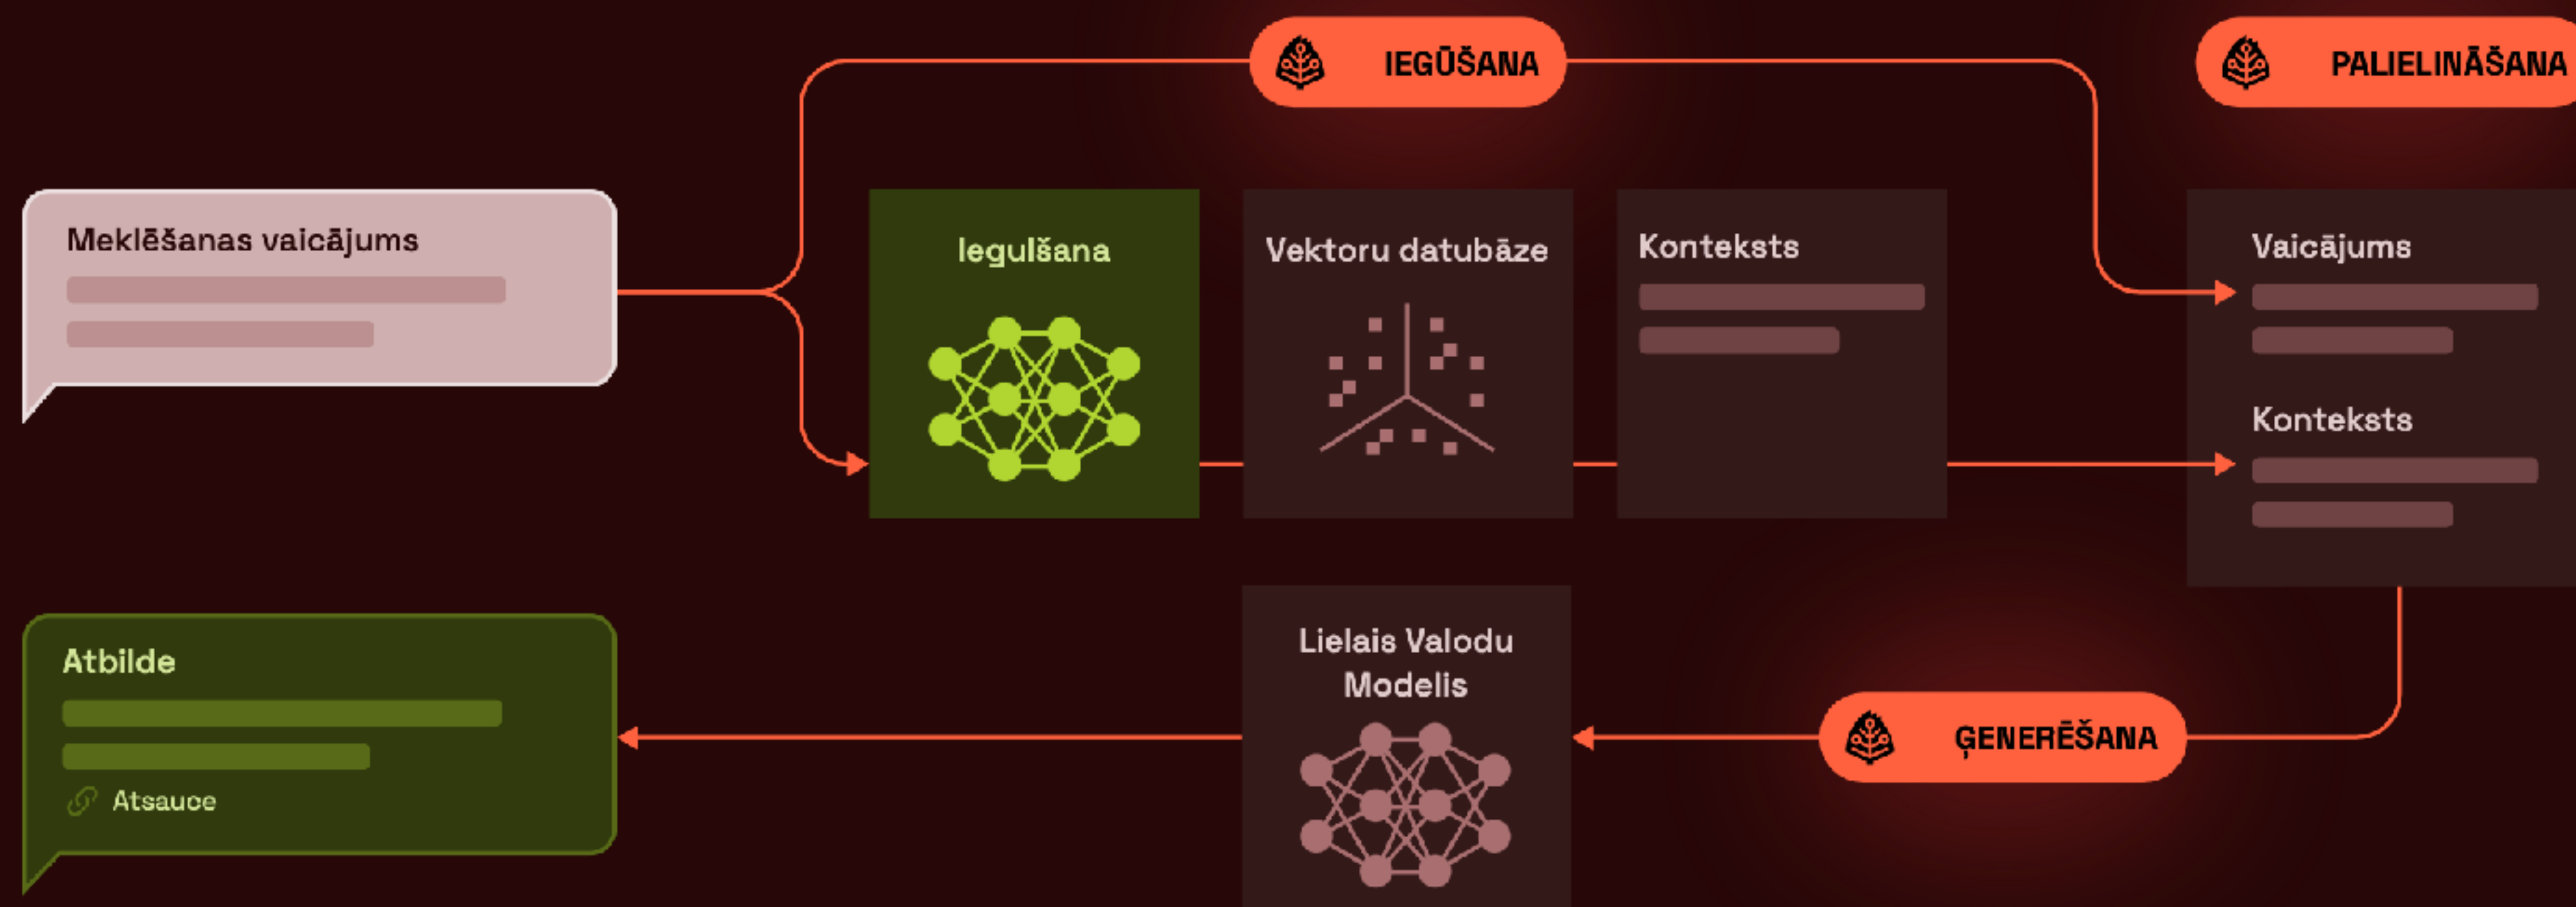 IEGŪŠANA
PALIELINĀŠANA
Meklēšanas vaicājums
Iegulšana
Vektoru datubāze
Konteksts
Vaicājums
Konteksts
Lielais Valodu
Modelis
Atbilde
Atsauce
ĢENERĒŠANA